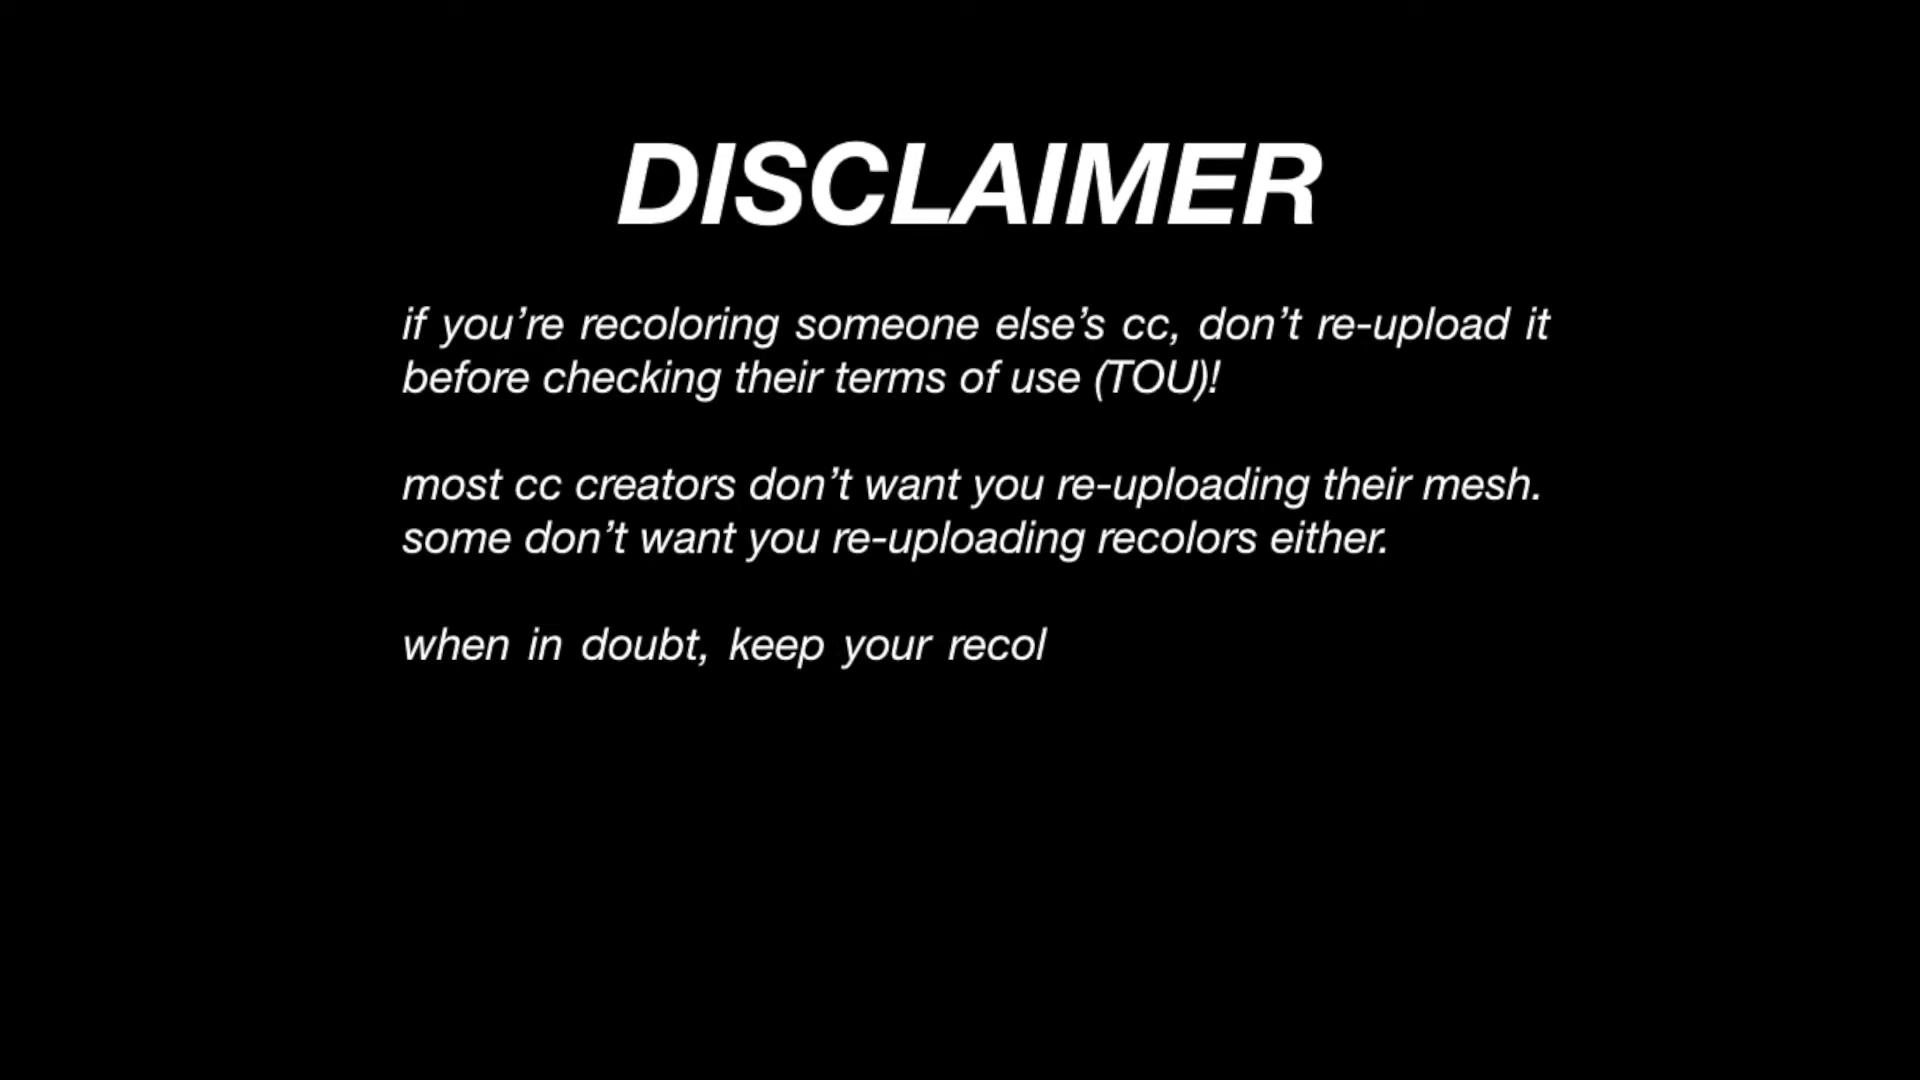 DISCLAIMER
if you’re recoloring someone else’s cc, don’t re-upload it
before checking their terms of use (TOU)!
most cc creators don’t want you re-uploading their mesh.
some don’t want you re-uploading recolors either.
when in doubt, keep your recol